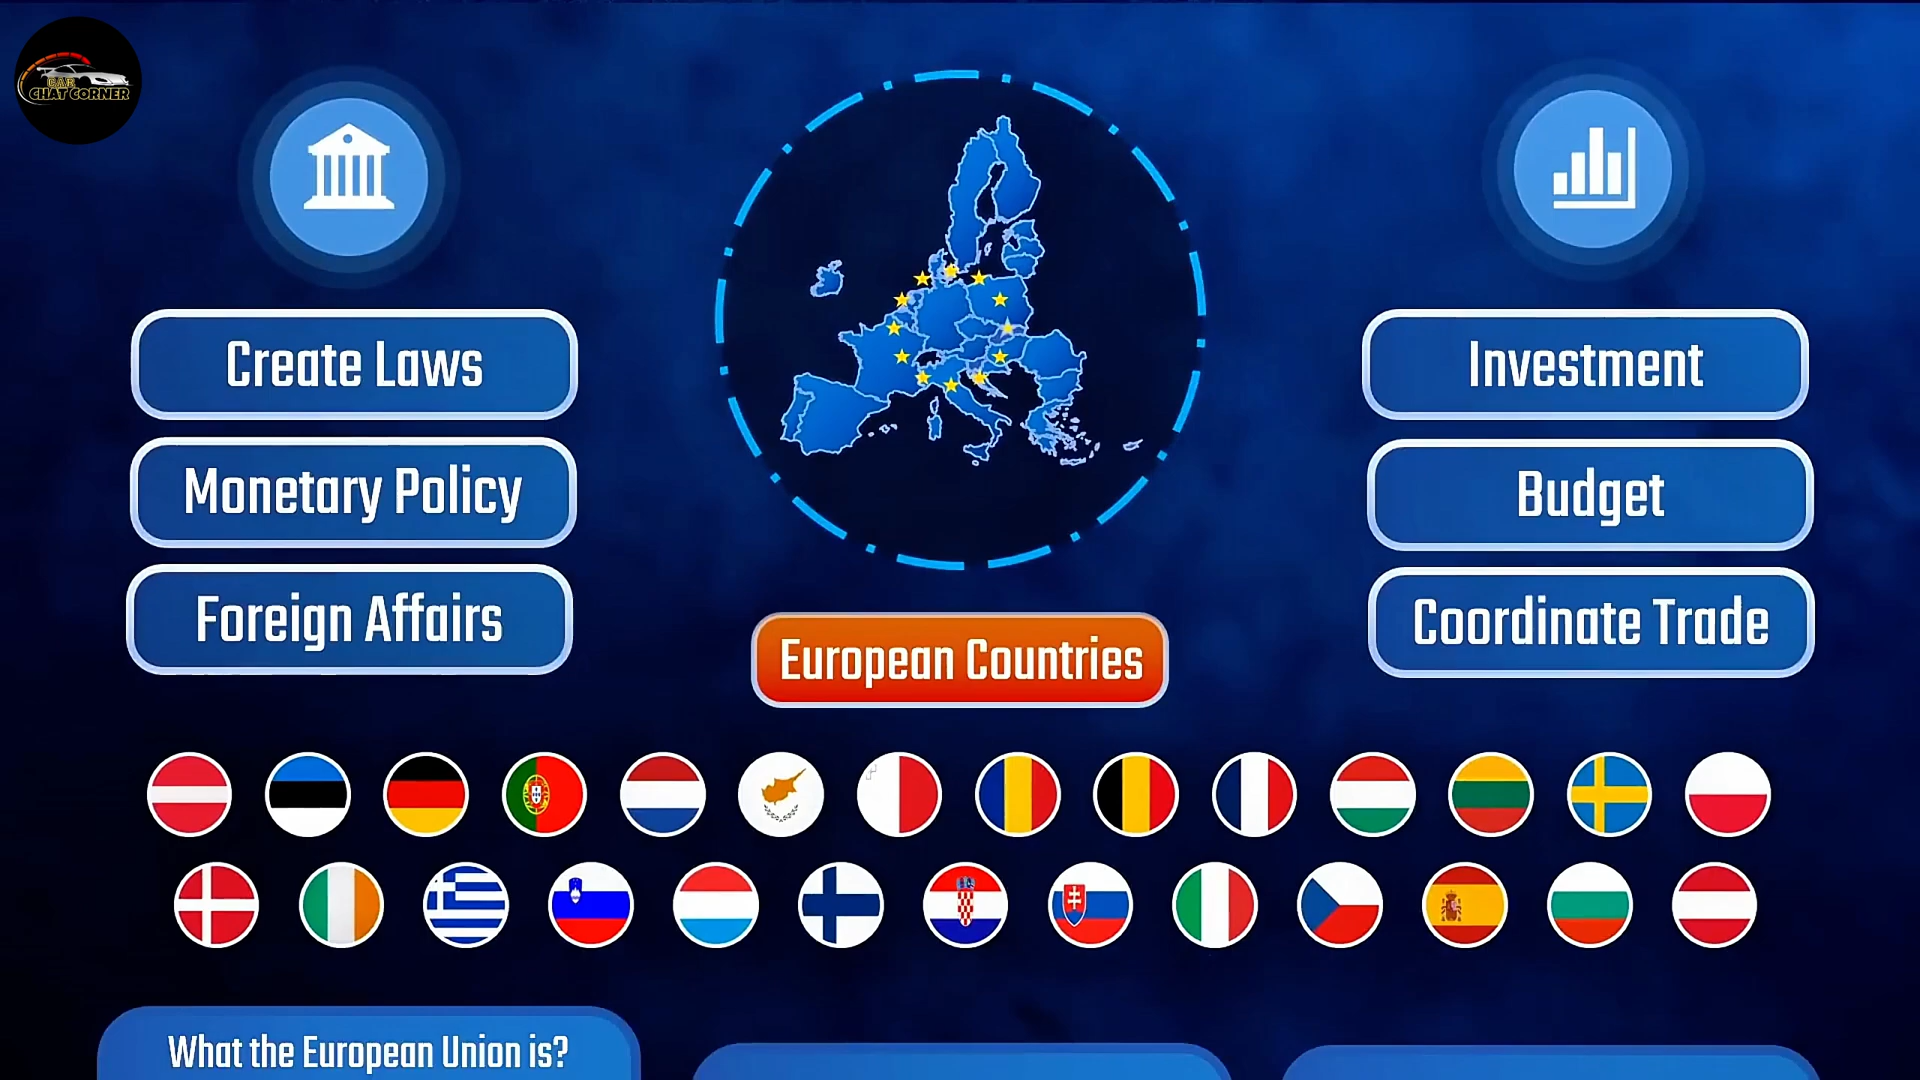 CAR
CHAT CORNER
Create Laws
Monetary Policy
Foreign Affairs
European Countries
Investment
Budget
Coordinate Trade
What the European Union is?